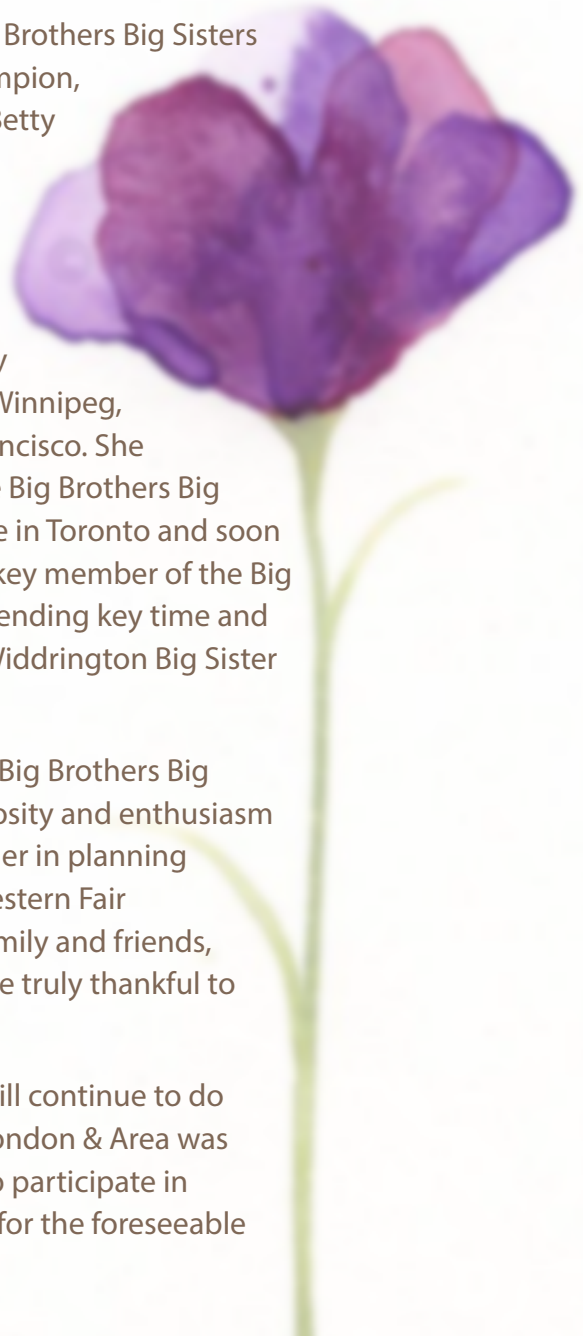 Brothers Big Sisters
mpion,
Betty
y
Winnipeg,
ncisco. She
e Big Brothers Big
e in Toronto and soon
key member of the Big
ending key time and
Widdrington Big Sister
Big Brothers Big
osity and enthusiasm
er in planning
estern Fair
mily and friends,
e truly thankful to
ill continue to do
ondon & Area was
o participate in
for the foreseeable